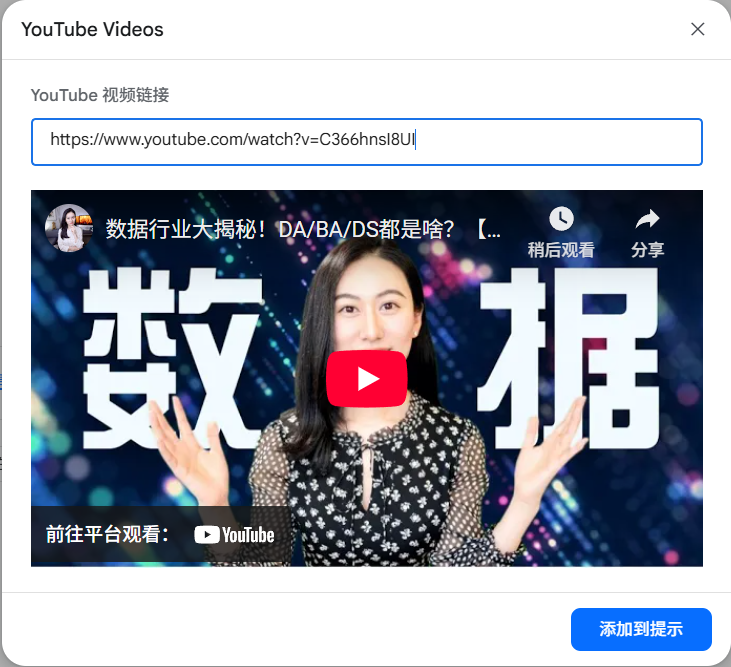 YouTube Videos
YouTube 视频链接
https://www.youtube.com/watch?v=C366hnsI8UI
数据行业大揭秘！DA/BA/DS都是啥？【...
稍后观看
分享
数据
前往平台观看：
YouTube
添加到提示